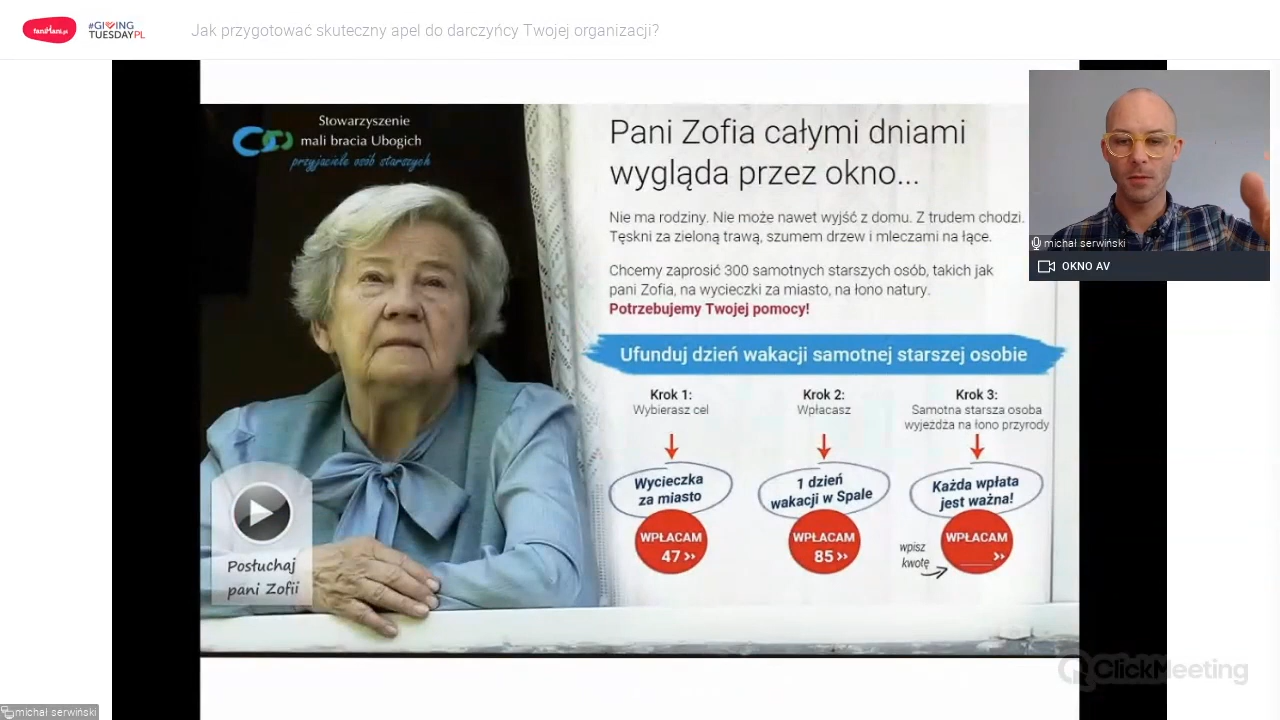 faniMani.pl
#GIVING
TUESDAYPL
Jak przygotować skuteczny apel do darczyńcy Twojej organizacji?
Stowarzyszenie
mali bracia Ubogich
przyjaciele osób starszych
Pani Zofia całymi dniami
wygląda przez okno...
Nie ma rodziny. Nie może nawet wyjść z domu. Z trudem chodzi.
Tęskni za zieloną trawą, szumem drzew i mleczami na łące.
Chcemy zaprosić 300 samotnych starszych osób, takich jak
pani Zofia, na wycieczki za miasto, na łono natury.
Potrzebujemy Twojej pomocy!
Ufunduj dzień wakacji samotnej starszej osobie
Krok 1:
Wybierasz cel
Wycieczka
za miasto
WPŁACAM
47 >>
Krok 2:
Wpłacasz
1 dzień
wakacji w Spale
WPŁACAM
85 >>
Krok 3:
Samotna starsza osoba
wyjeżdża na łono przyrody
Każda wpłata
jest ważna!
wpisz
kwotę
WPŁACAM
____ >>
Posłuchaj
pani Zofii
michał serwiński
OKNO AV
ClickMeeting
michał serwiński